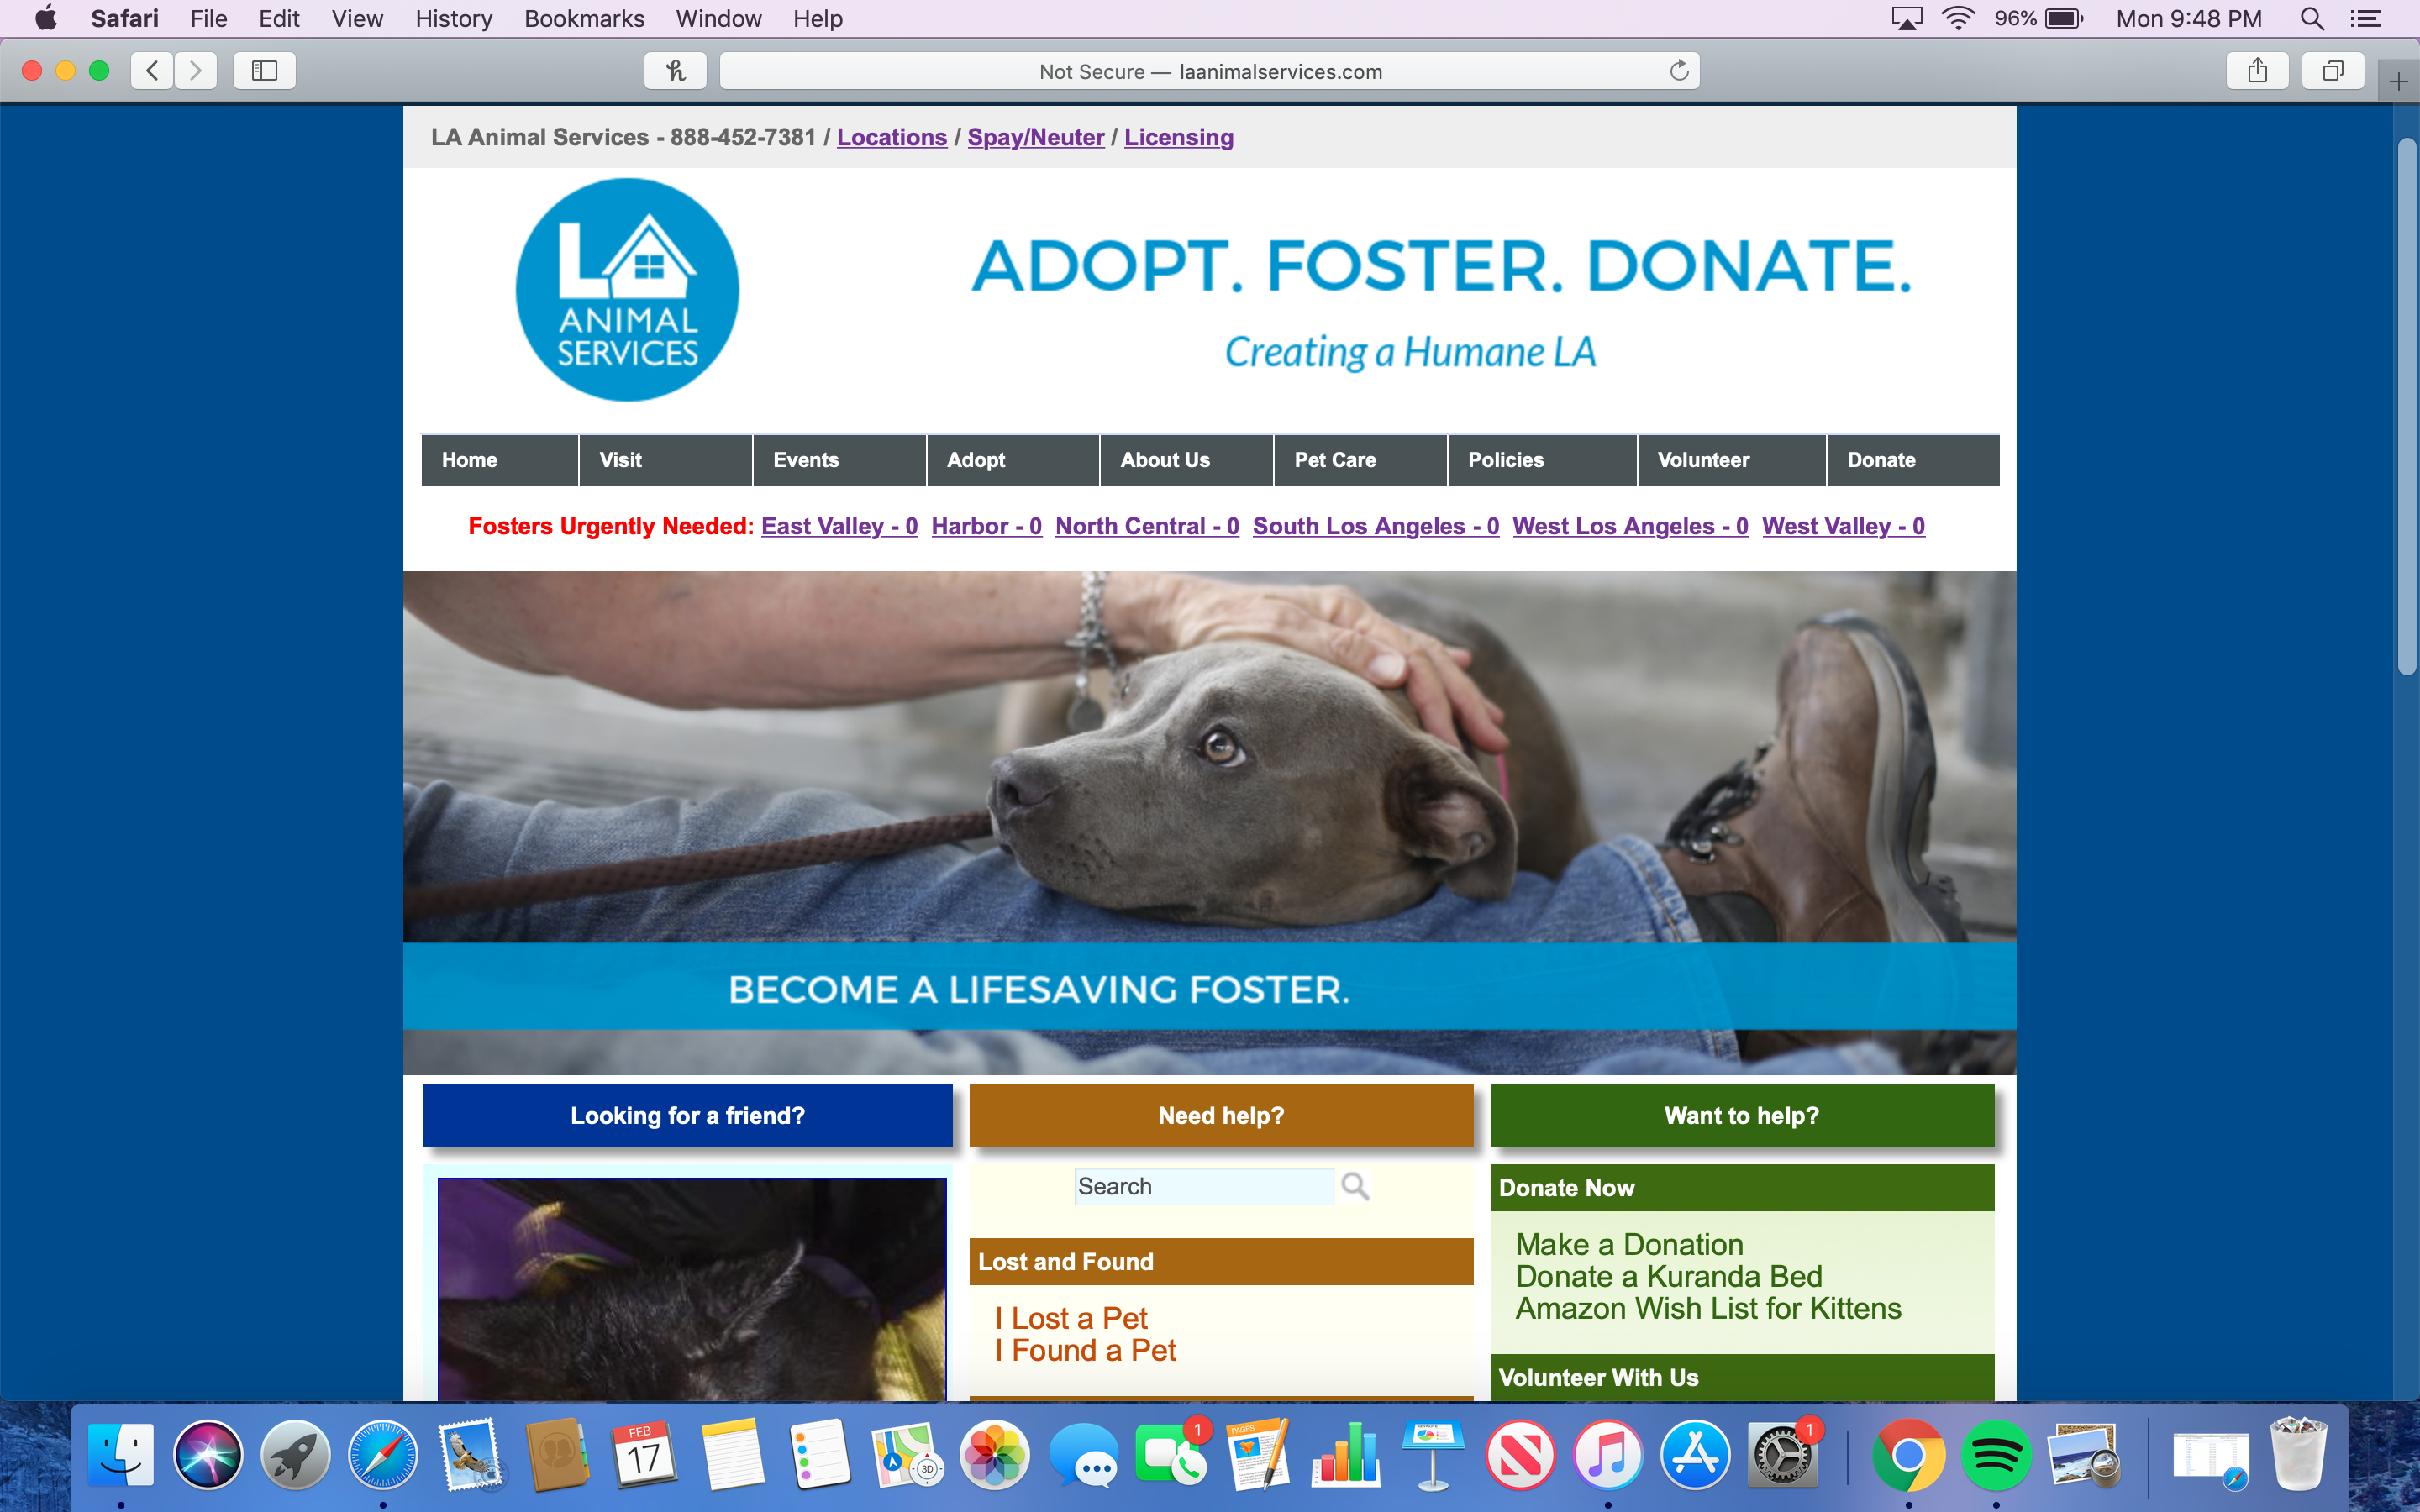 Safari File Edit View History Bookmarks Window Help 96% Mon 9:48 PM
Not Secure — laanimalservices.com
LA Animal Services - 888-452-7381 / Locations / Spay/Neuter / Licensing
LA
ANIMAL
SERVICES
ADOPT. FOSTER. DONATE.
Creating a Humane LA
Home Visit Events Adopt About Us Pet Care Policies Volunteer Donate
Fosters Urgently Needed: East Valley - 0 Harbor - 0 North Central - 0 South Los Angeles - 0 West Los Angeles - 0 West Valley - 0
BECOME A LIFESAVING FOSTER.
Looking for a friend?
Need help?
Search
Lost and Found
I Lost a Pet
I Found a Pet
Want to help?
Donate Now
Make a Donation
Donate a Kuranda Bed
Amazon Wish List for Kittens
Volunteer With Us
FEB
17
3D
1
PAGES
1